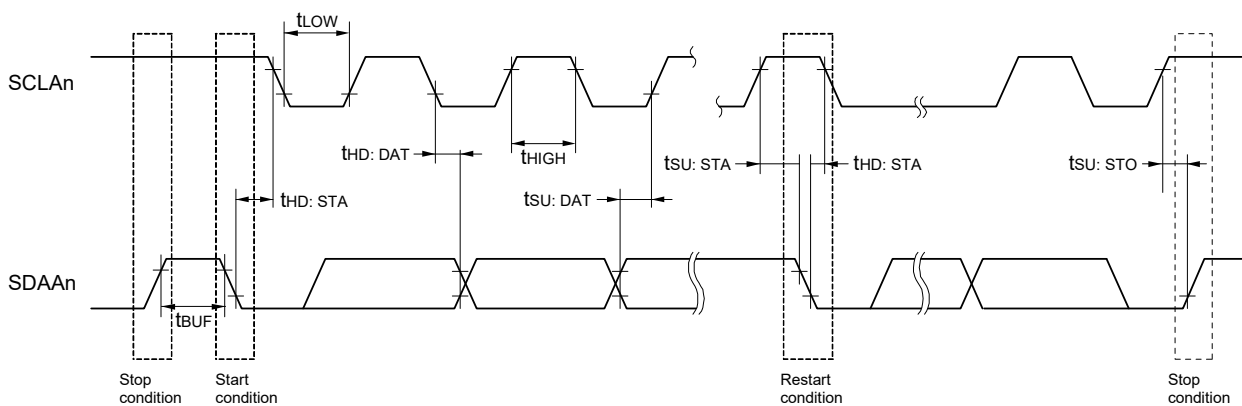 tLOW
SCLAn
tHD: DAT
tHIGH
tSU: STA
tHD: STA
tSU: STO
tHD: STA
tSU: DAT
SDAAn
tBUF
Stop
condition
Start
condition
Restart
condition
Stop
condition